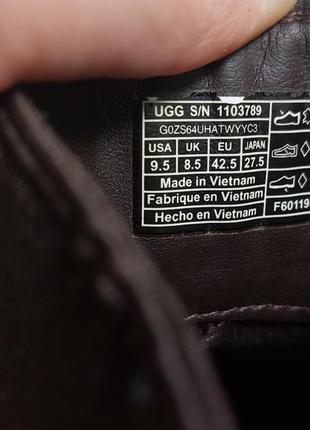 UGG S/N 1103789
G0ZS64UHATWYYC3
USA UK EU JAPAN
9.5 8.5 42.5 27.5
Made in Vietnam
Fabrique en Vietnam
Hecho en Vietnam